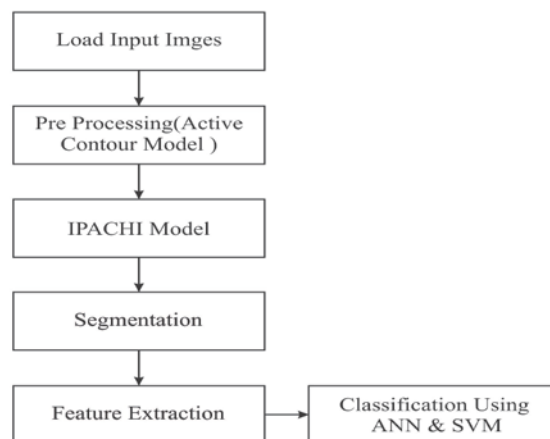 Load Input Imges
Pre Processing(Active
Contour Model )
IPACHI Model
Segmentation
Feature Extraction
Classification Using
ANN & SVM